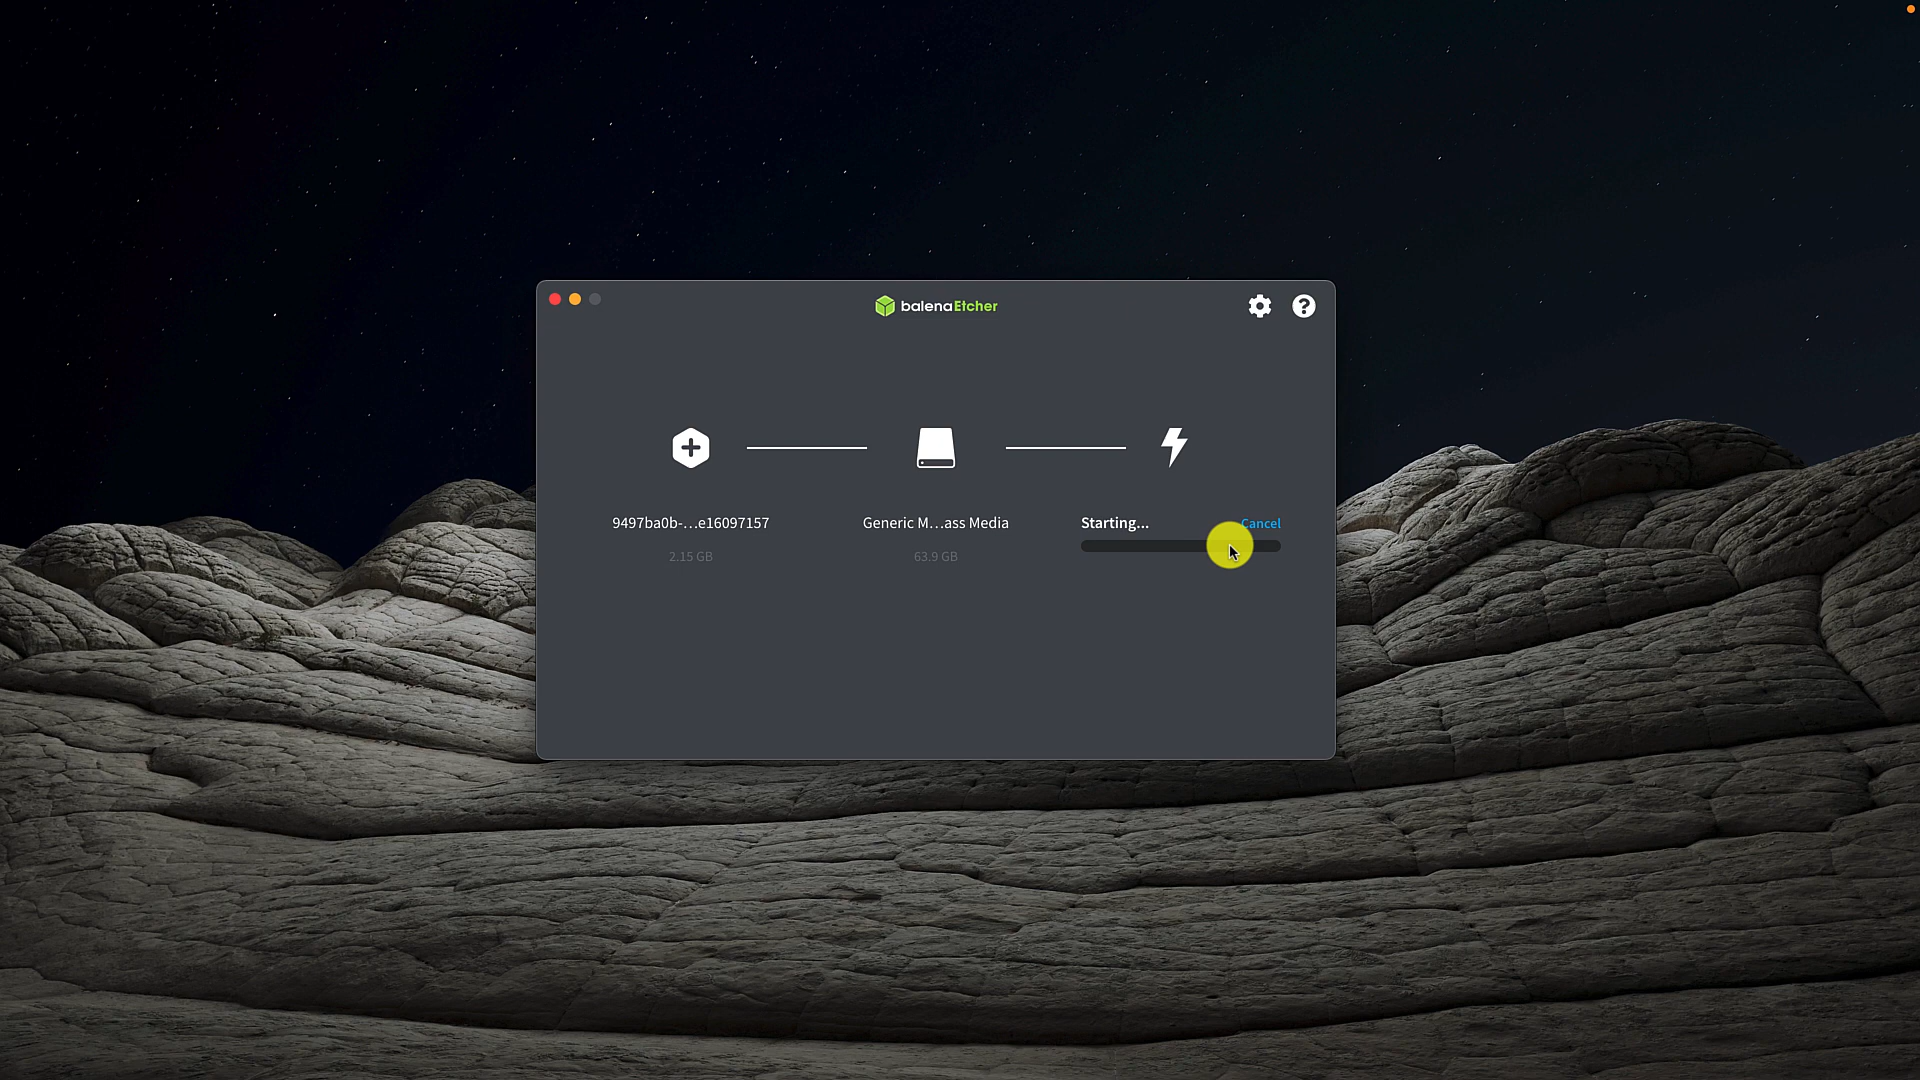 balenaEtcher
9497ba0b-...e16097157
Generic M...ass Media
Starting...
Cancel
2.15 GB
63.9 GB